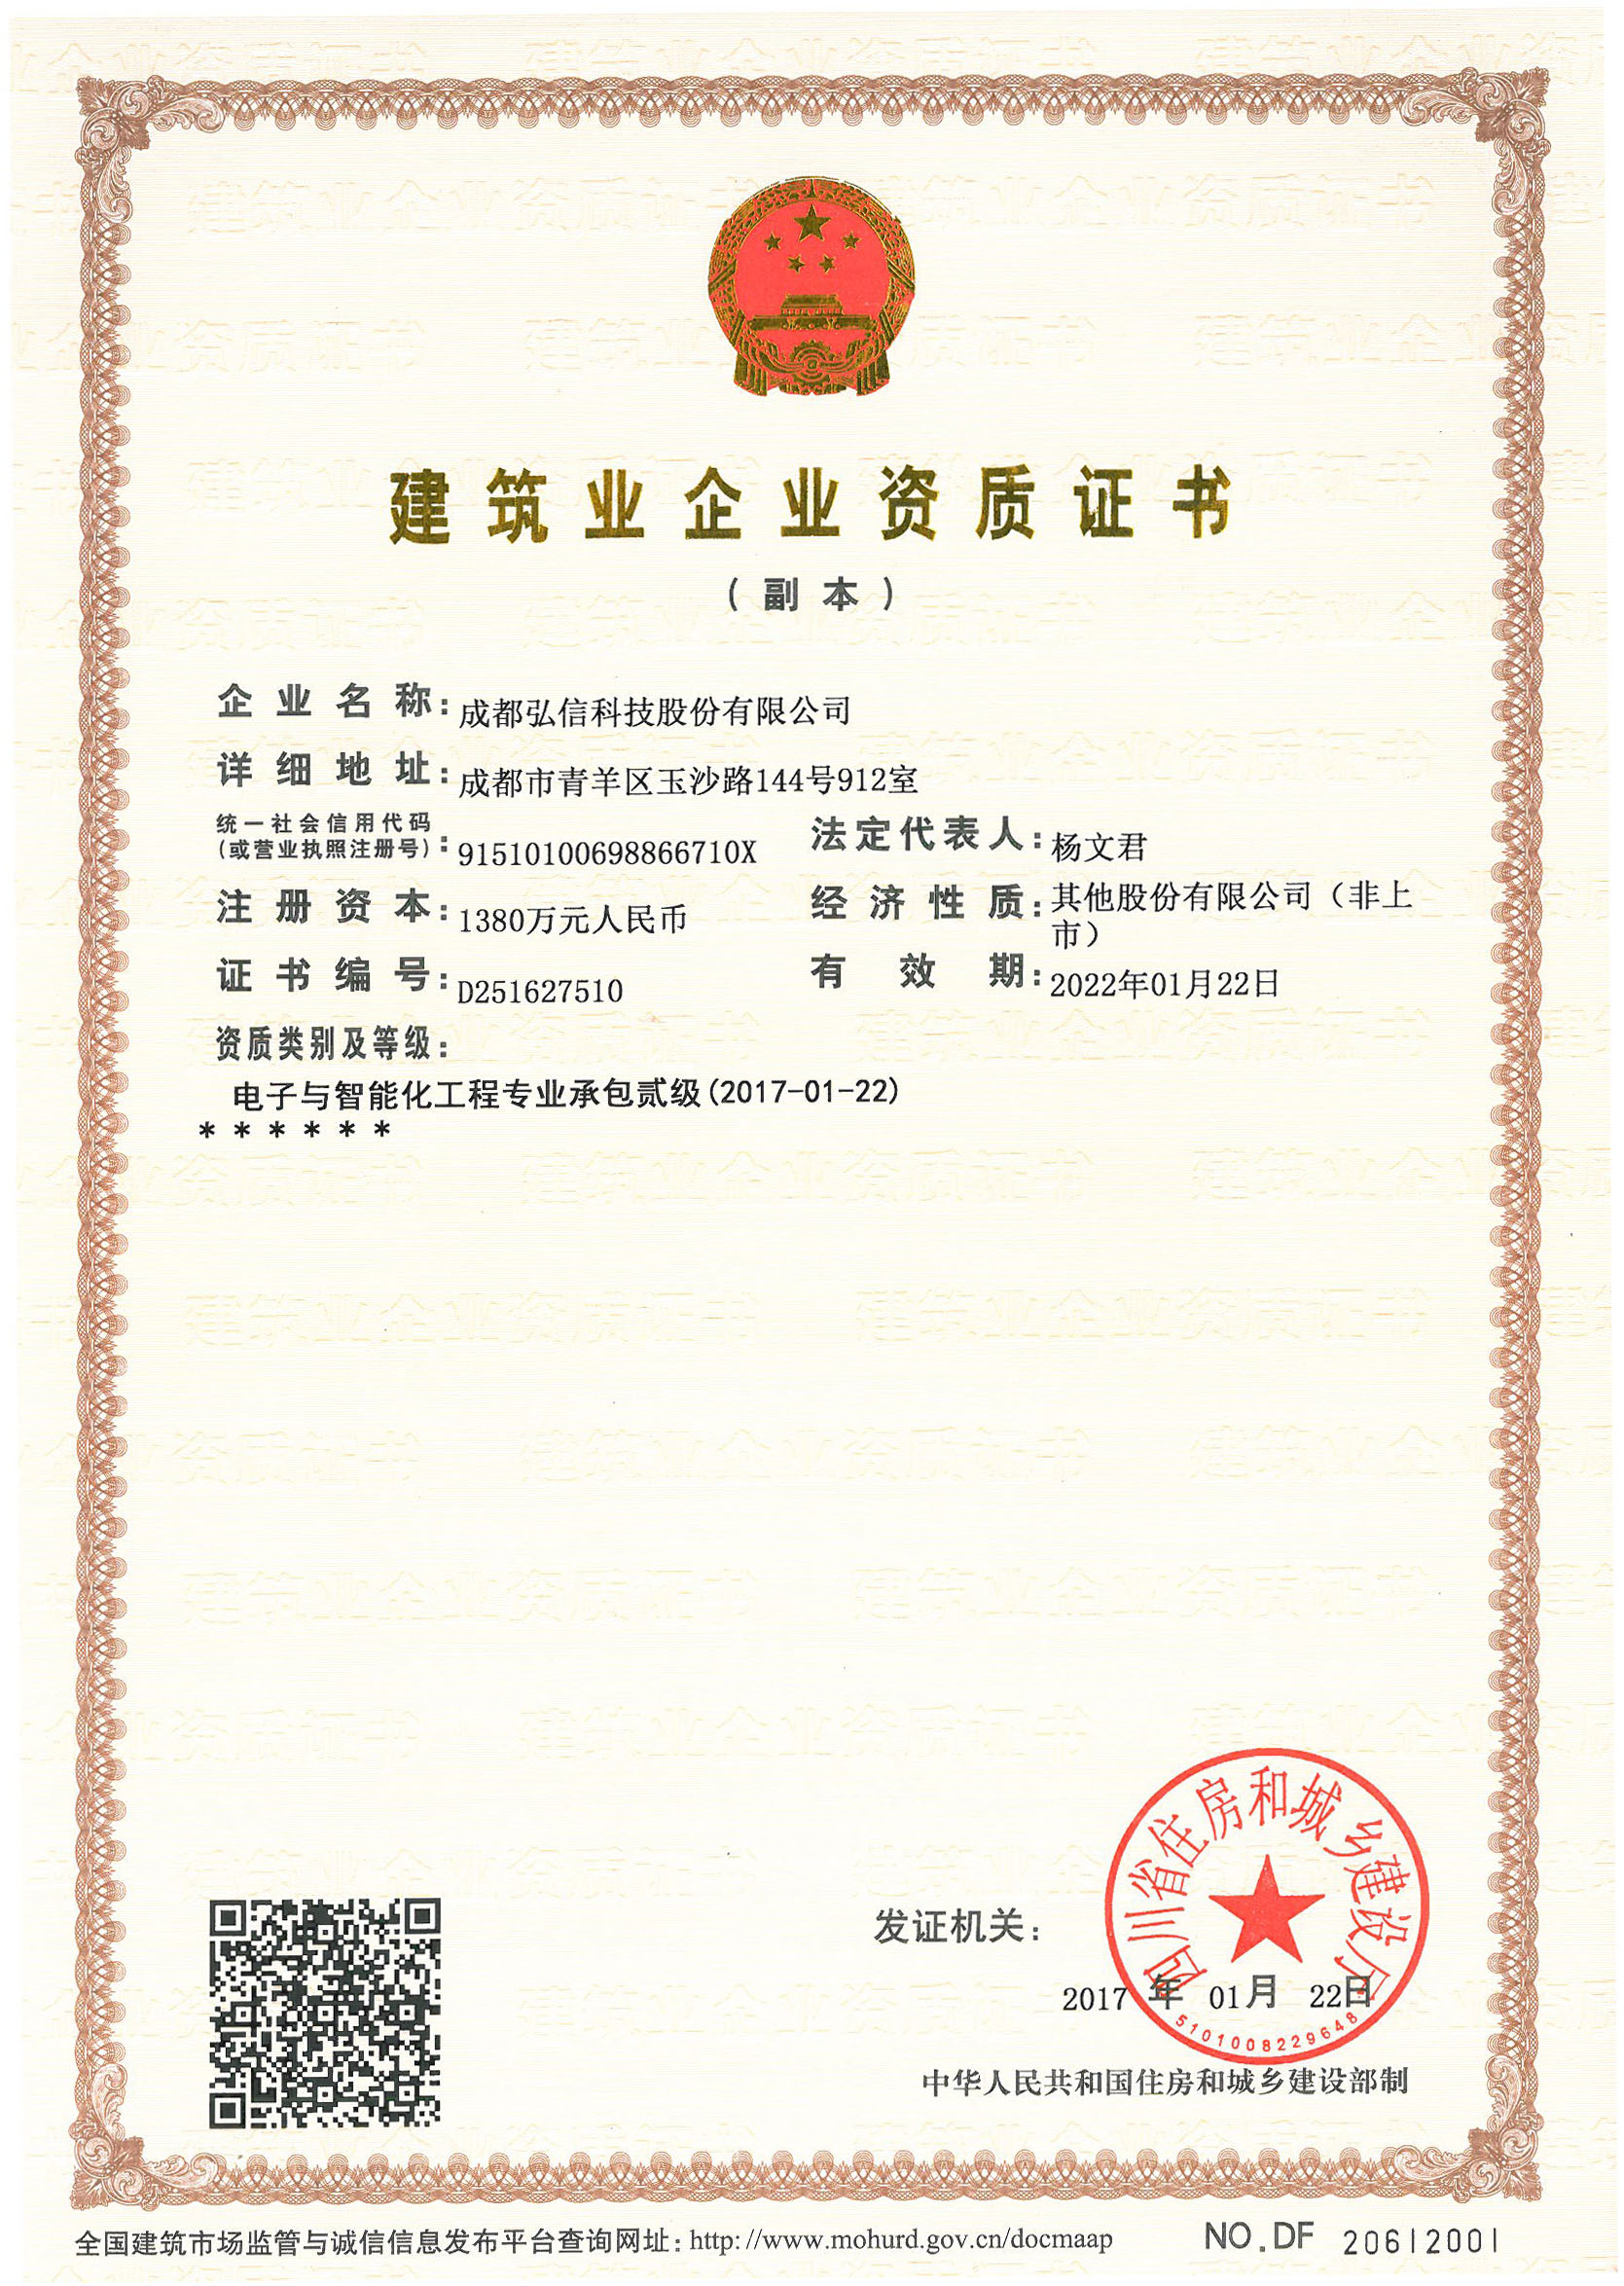 建筑业企业资质证书
（副本）
企业名称：成都弘信科技股份有限公司
详细地址：成都市青羊区玉沙路144号912室
统一社会信用代码
(或营业执照注册号)：91510100698866710X
法定代表人：杨文君
注册资本：1380万元人民币
经济性质：其他股份有限公司（非上
市）
证书编号：D251627510
有效期：2022年01月22日
资质类别及等级：
电子与智能化工程专业承包贰级(2017-01-22)
******
四川省住房和城乡建设厅
发证机关：
2017 年 01月 22日
5101008229648
中华人民共和国住房和城乡建设部制
全国建筑市场监管与诚信信息发布平台查询网址：http://www.mohurd.gov.cn/docmaap
NO.DF 20612001